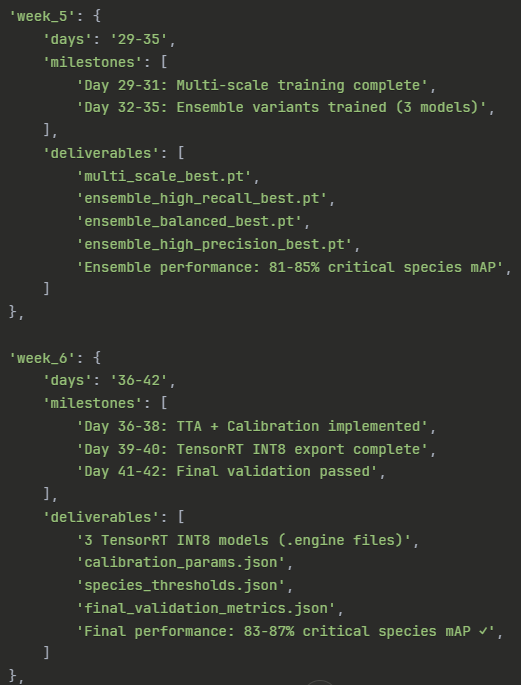 'week_5': {
    'days': '29-35',
    'milestones': [
        'Day 29-31: Multi-scale training complete',
        'Day 32-35: Ensemble variants trained (3 models)',
    ],
    'deliverables': [
        'multi_scale_best.pt',
        'ensemble_high_recall_best.pt',
        'ensemble_balanced_best.pt',
        'ensemble_high_precision_best.pt',
        'Ensemble performance: 81-85% critical species mAP',
    ]
},
'week_6': {
    'days': '36-42',
    'milestones': [
        'Day 36-38: TTA + Calibration implemented',
        'Day 39-40: TensorRT INT8 export complete',
        'Day 41-42: Final validation passed',
    ],
    'deliverables': [
        '3 TensorRT INT8 models (.engine files)',
        'calibration_params.json',
        'species_thresholds.json',
        'final_validation_metrics.json',
        'Final performance: 83-87% critical species mAP ✓',
    ]
},